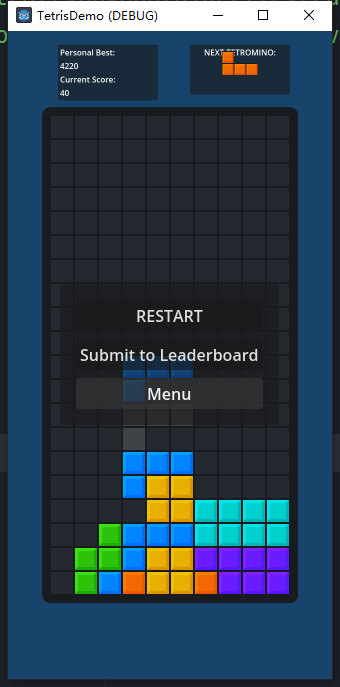 TetrisDemo (DEBUG)
Personal Best:
4220
Current Score:
40
NEXT TETROMINO:
RESTART
Submit to Leaderboard
Menu